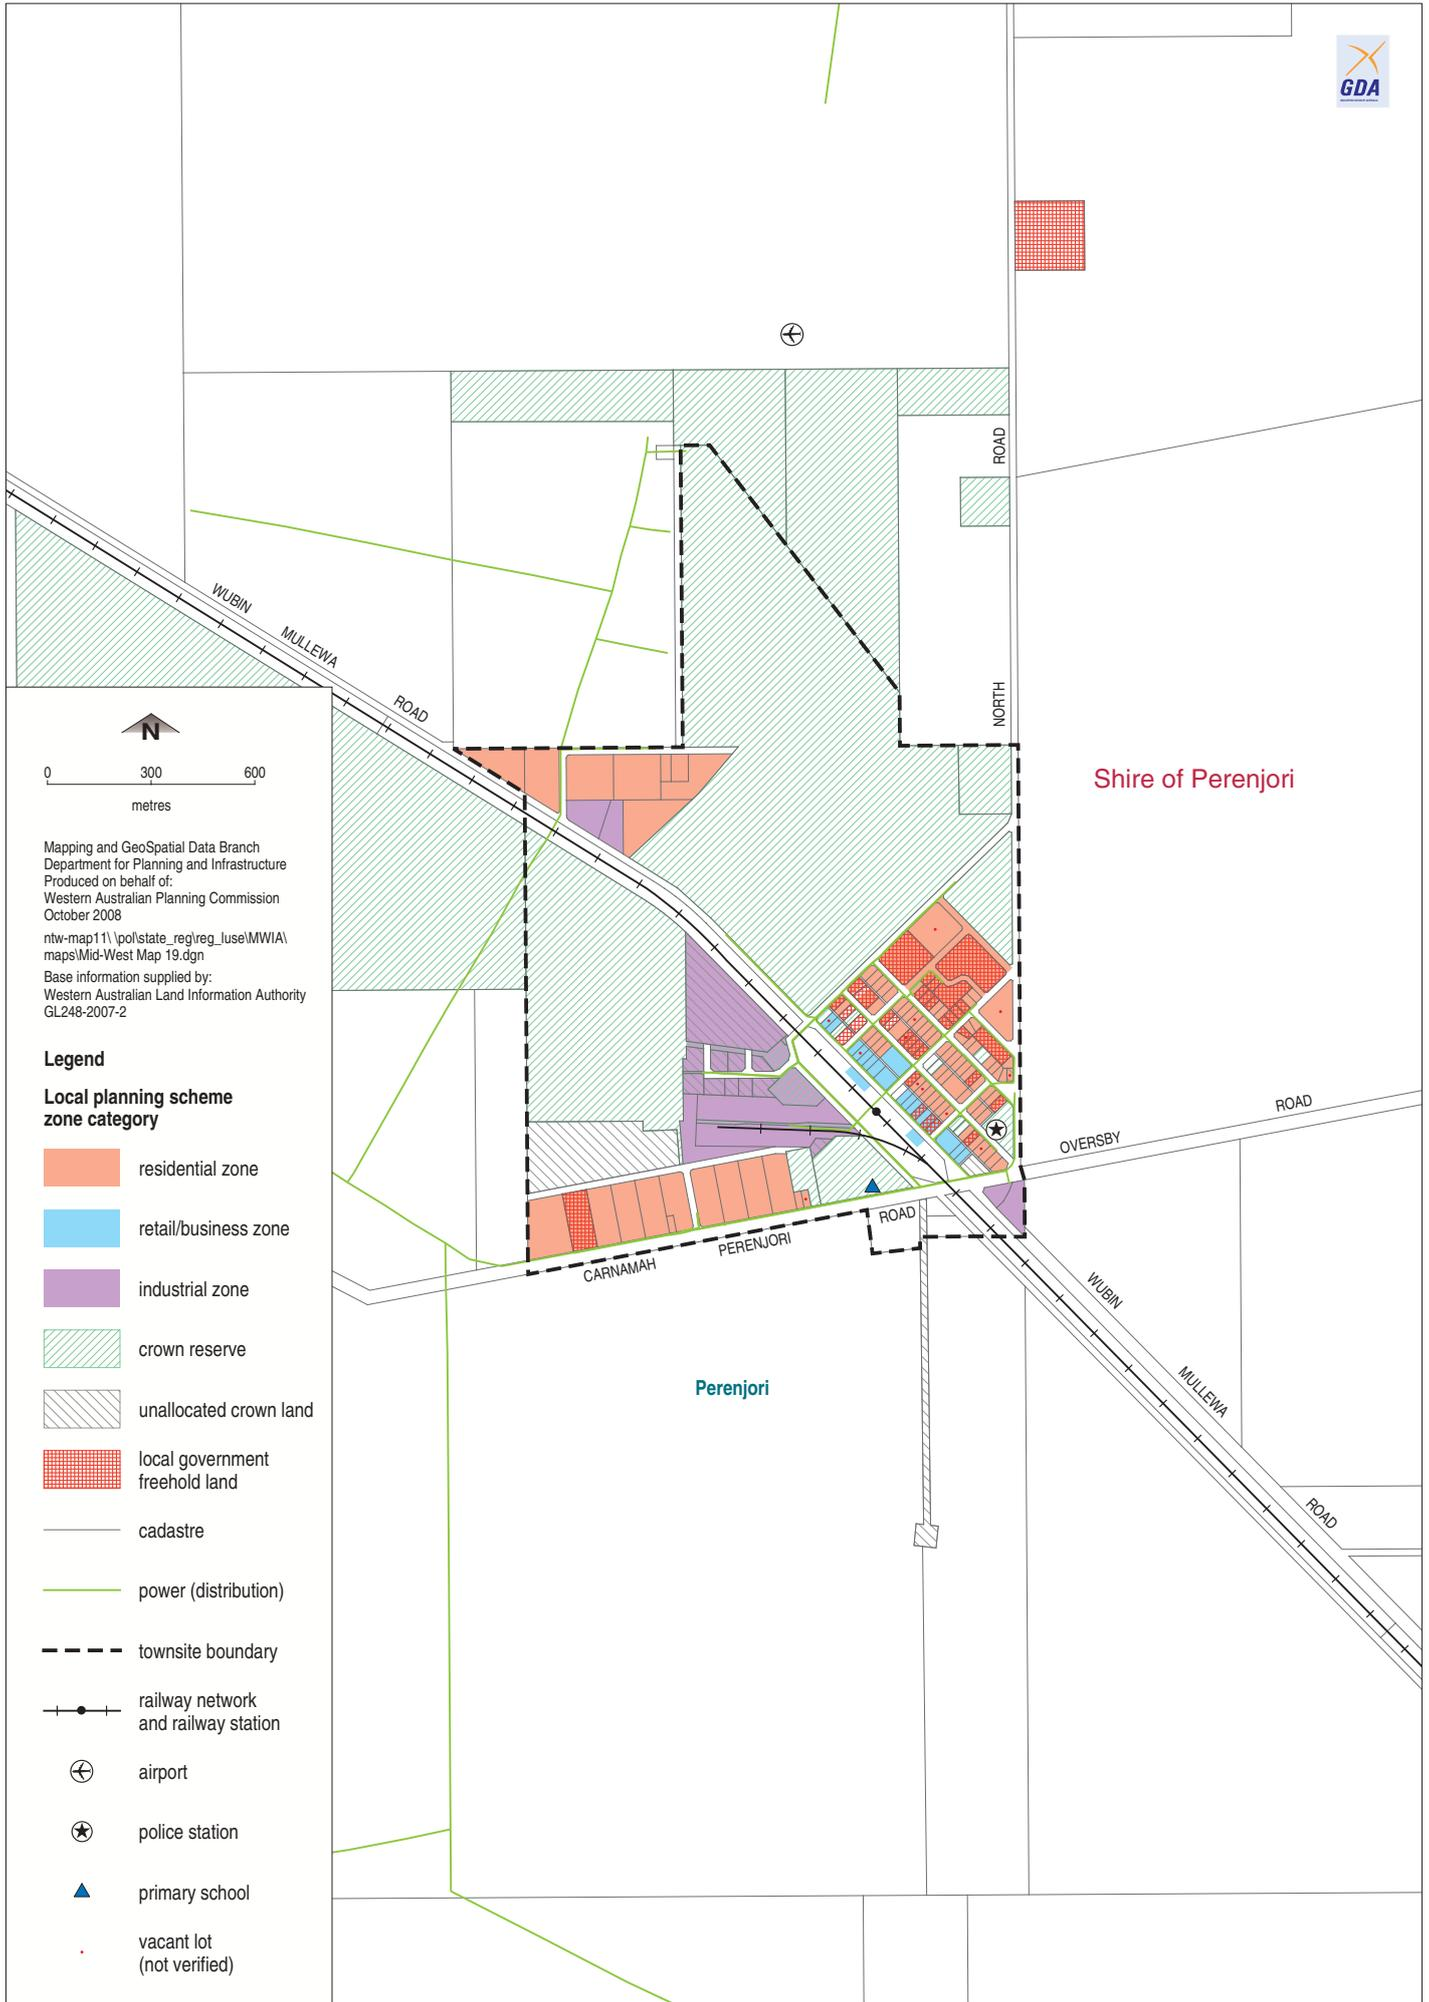 GDA
ROAD
WUBIN
MULLEWA
ROAD
NORTH
Shire of Perenjori
N
0 300 600
metres
Mapping and GeoSpatial Data Branch
Department for Planning and Infrastructure
Produced on behalf of:
Western Australian Planning Commission
October 2008
ntw-map11\ \pol\state_reg\reg_luse\MWIA\
maps\Mid-West Map 19.dgn
Base information supplied by:
Western Australian Land Information Authority
GL248-2007-2
Legend
Local planning scheme
zone category
residential zone
retail/business zone
industrial zone
crown reserve
unallocated crown land
local government
freehold land
cadastre
power (distribution)
townsite boundary
railway network
and railway station
airport
police station
primary school
vacant lot
(not verified)
OVERSBY
ROAD
CARNAMAH
PERENJORI
ROAD
WUBIN
MULLEWA
ROAD
Perenjori